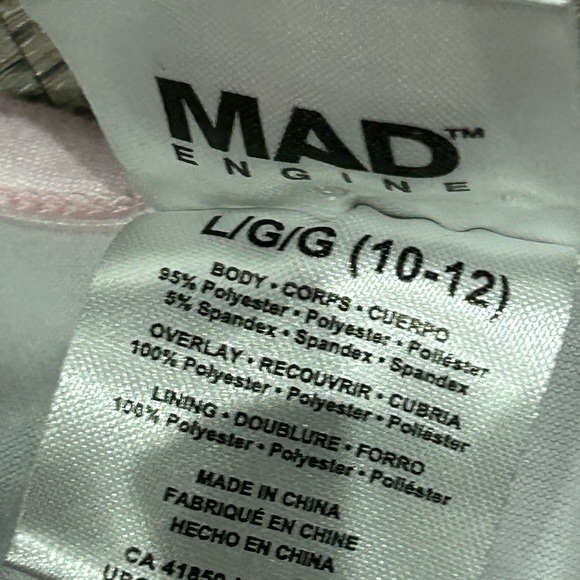 MAD™
ENGINE
L/G/G (10-12)
BODY • CORPS • CUERPO
95% Polyester • Polyester • Poliéster
5% Spandex • Spandex • Spandex
OVERLAY • RECOUVRIR • CUBRIA
100% Polyester • Polyester • Poliéster
LINING • DOUBLURE • FORRO
100% Polyester • Polyester • Poliéster
MADE IN CHINA
FABRIQUÉ EN CHINE
HECHO EN CHINA
CA 41850